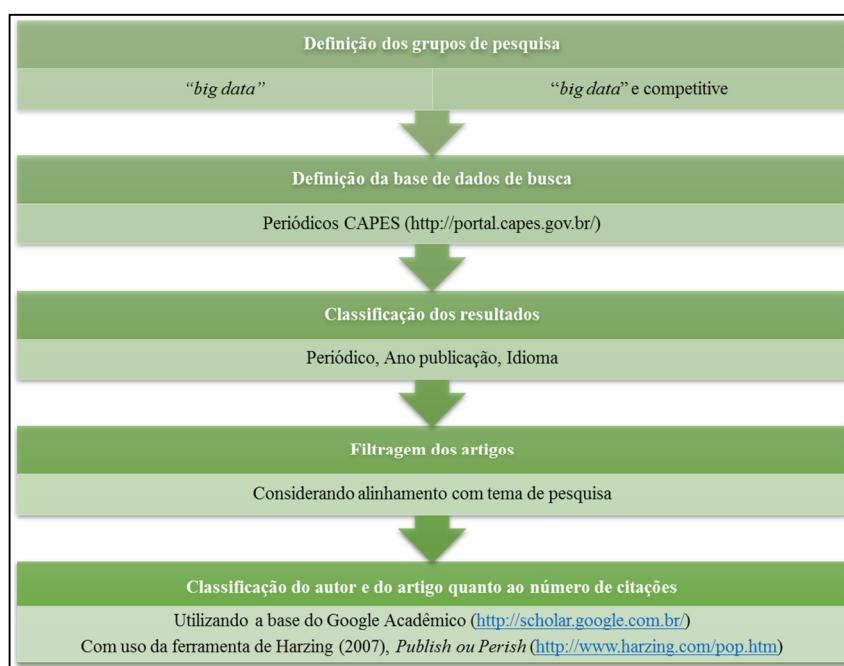 Definição dos grupos de pesquisa
“big data”
“big data” e competitive
Definição da base de dados de busca
Periódicos CAPES (http://portal.capes.gov.br/)
Classificação dos resultados
Periódico, Ano publicação, Idioma
Filtragem dos artigos
Considerando alinhamento com tema de pesquisa
Classificação do autor e do artigo quanto ao número de citações
Utilizando a base do Google Acadêmico (http://scholar.google.com.br/)
Com uso da ferramenta de Harzing (2007), Publish ou Perish (http://www.harzing.com/pop.htm)